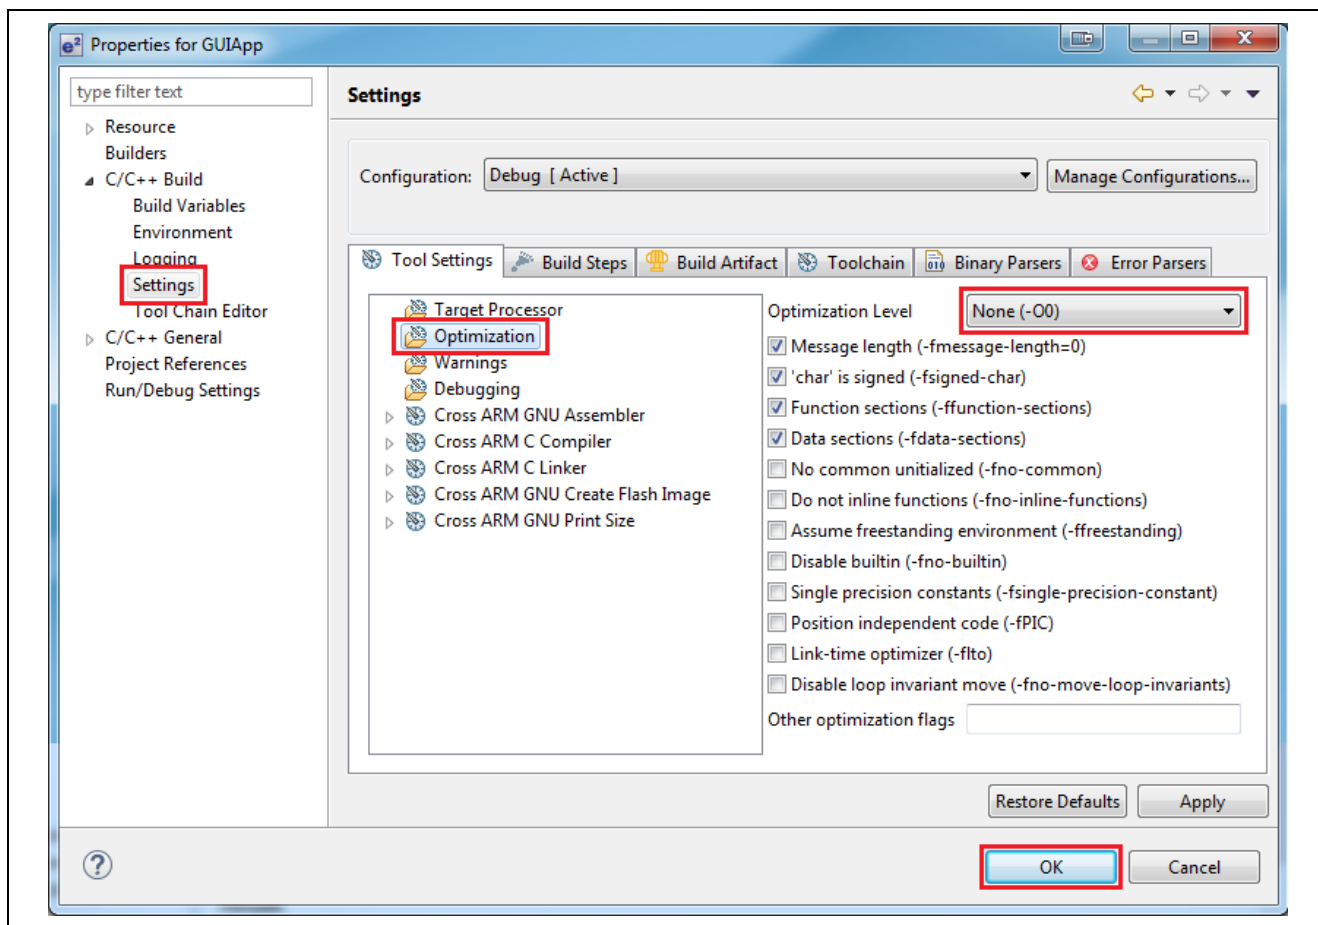 e² Properties for GUIApp
type filter text
Settings
Resource
Builders
C/C++ Build
Build Variables
Environment
Logging
Settings
Tool Chain Editor
C/C++ General
Project References
Run/Debug Settings
Configuration: Debug [ Active ] Manage Configurations...
Tool Settings Build Steps Build Artifact Toolchain 010 Binary Parsers Error Parsers
Target Processor
Optimization
Warnings
Debugging
Cross ARM GNU Assembler
Cross ARM C Compiler
Cross ARM C Linker
Cross ARM GNU Create Flash Image
Cross ARM GNU Print Size
Optimization Level None (-O0)
Message length (-fmessage-length=0)
'char' is signed (-fsigned-char)
Function sections (-ffunction-sections)
Data sections (-fdata-sections)
No common unitialized (-fno-common)
Do not inline functions (-fno-inline-functions)
Assume freestanding environment (-ffreestanding)
Disable builtin (-fno-builtin)
Single precision constants (-fsingle-precision-constant)
Position independent code (-fPIC)
Link-time optimizer (-flto)
Disable loop invariant move (-fno-move-loop-invariants)
Other optimization flags
Restore Defaults Apply
? OK Cancel